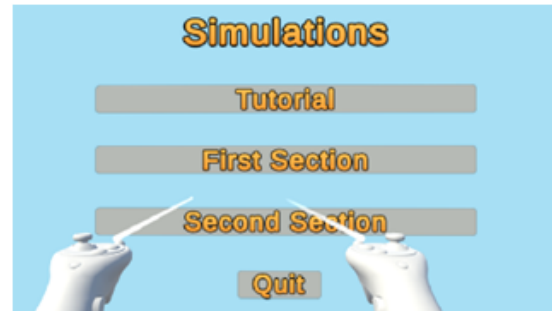 Simulations
Tutorial
First Section
Second Section
Quit